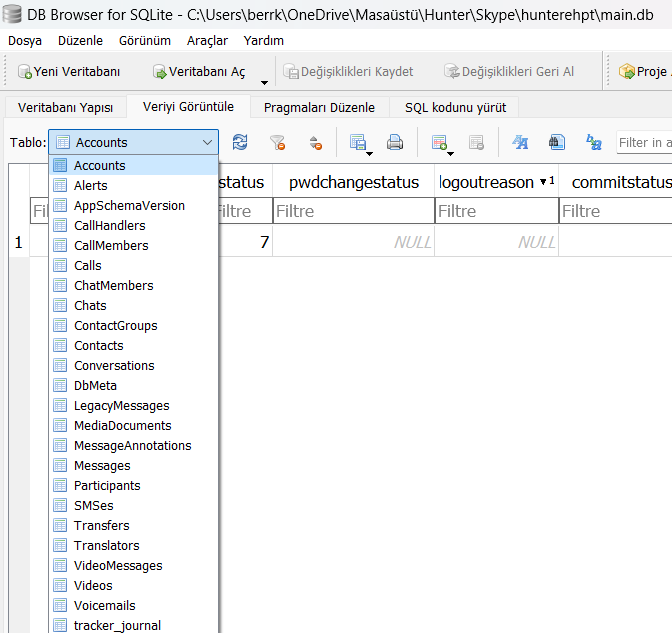 DB Browser for SQLite - C:\Users\berrk\OneDrive\Masaüstü\Hunter\Skype\hunterehpt\main.db
Dosya Düzenle Görünüm Araçlar Yardım
Yeni Veritabanı Veritabanı Aç Değişiklikleri Kaydet Değişiklikleri Geri Al Proje
Veritabanı Yapısı Veriyi Görüntüle Pragmaları Düzenle SQL kodunu yürüt
Tablo: Accounts Filter in a
status pwdchangestatus logoutreason 1 commitstatus
Filtre Filtre Filtre Filtre
1 7 NULL NULL
Accounts
Alerts
AppSchemaVersion
CallHandlers
CallMembers
Calls
ChatMembers
Chats
ContactGroups
Contacts
Conversations
DbMeta
LegacyMessages
MediaDocuments
MessageAnnotations
Messages
Participants
SMSes
Transfers
Translators
VideoMessages
Videos
Voicemails
tracker_journal